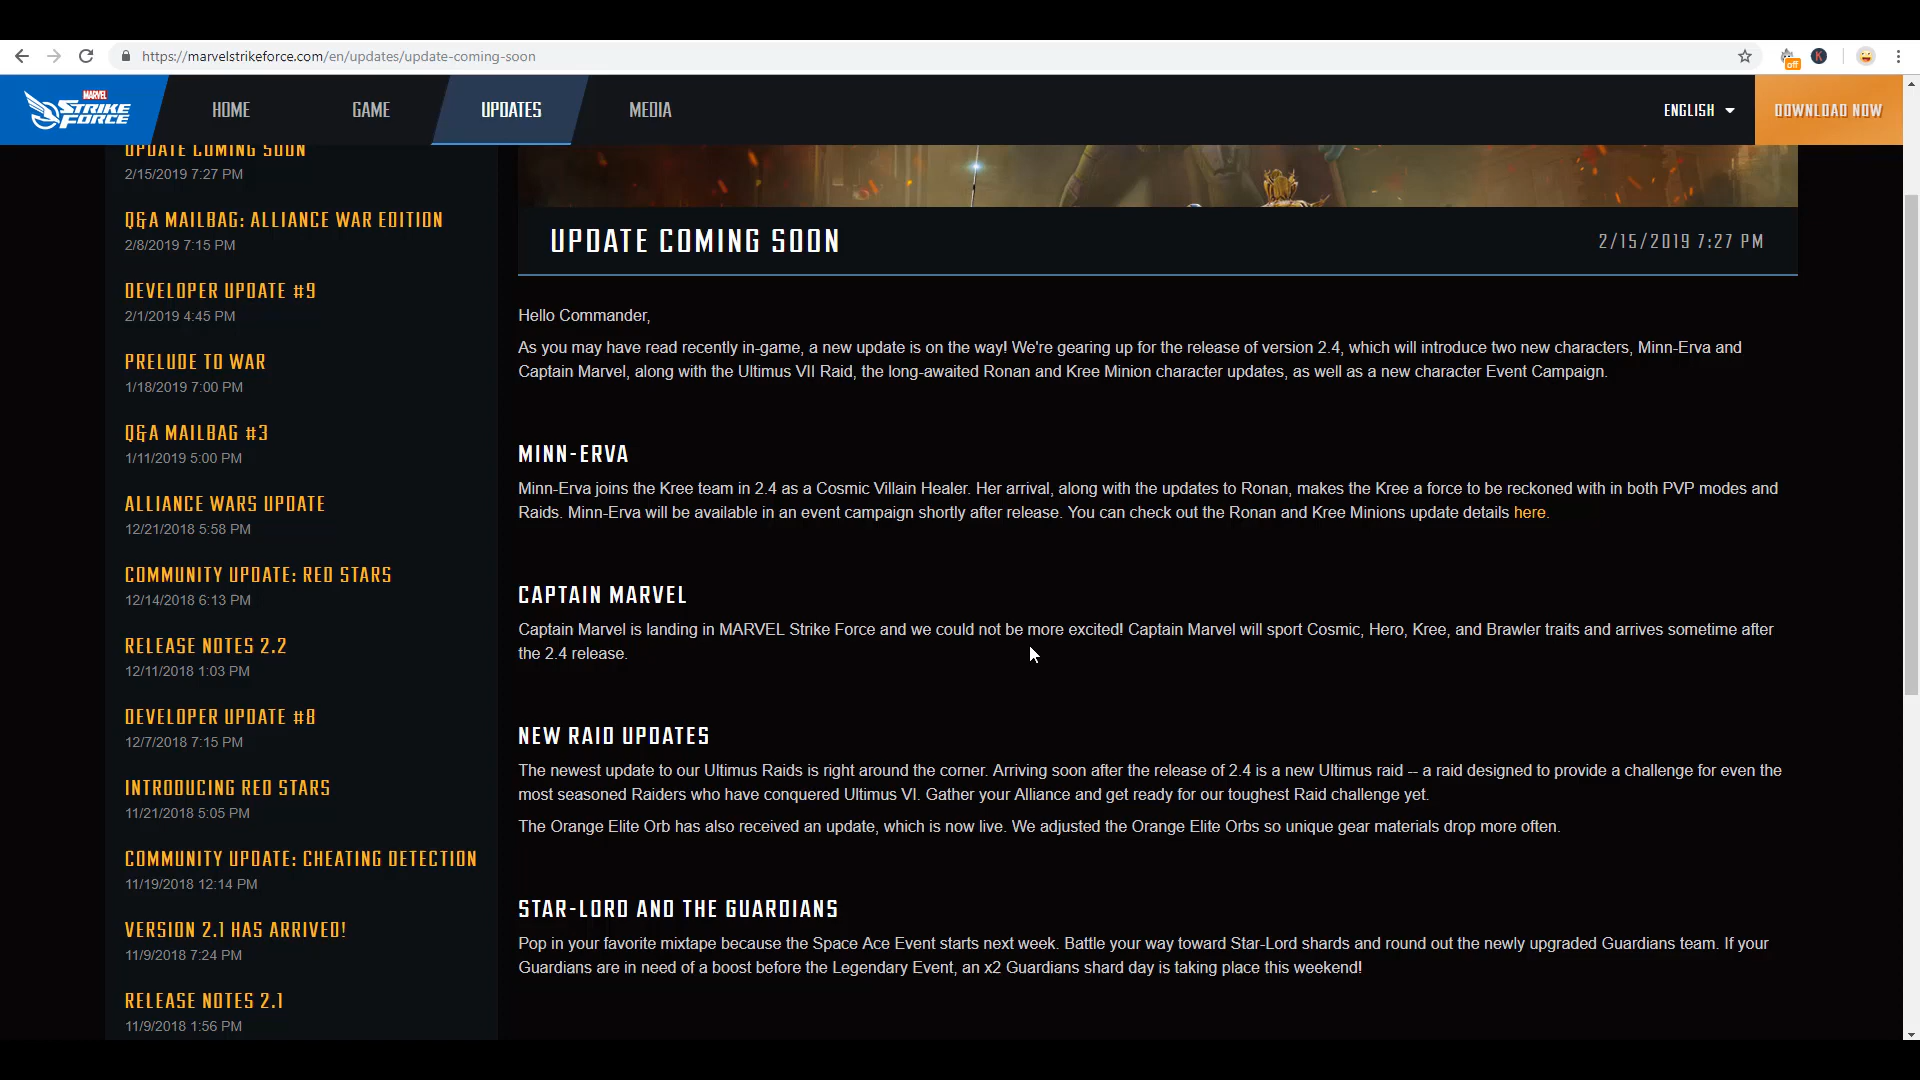 https://marvelstrikeforce.com/en/updates/update-coming-soon
off
K
MARVEL
STRIKE
FORCE
HOME
GAME
UPDATES
MEDIA
ENGLISH
DOWNLOAD NOW
UPDATE COMING SOON
2/15/2019 7:27 PM
Q&A MAILBAG: ALLIANCE WAR EDITION
2/8/2019 7:15 PM
DEVELOPER UPDATE #9
2/1/2019 4:45 PM
PRELUDE TO WAR
1/18/2019 7:00 PM
Q&A MAILBAG #3
1/11/2019 5:00 PM
ALLIANCE WARS UPDATE
12/21/2018 5:58 PM
COMMUNITY UPDATE: RED STARS
12/14/2018 6:13 PM
RELEASE NOTES 2.2
12/11/2018 1:03 PM
DEVELOPER UPDATE #8
12/7/2018 7:15 PM
INTRODUCING RED STARS
11/21/2018 5:05 PM
COMMUNITY UPDATE: CHEATING DETECTION
11/19/2018 12:14 PM
VERSION 2.1 HAS ARRIVED!
11/9/2018 7:24 PM
RELEASE NOTES 2.1
11/9/2018 1:56 PM
UPDATE COMING SOON
2/15/2019 7:27 PM
Hello Commander,
As you may have read recently in-game, a new update is on the way! We're gearing up for the release of version 2.4, which will introduce two new characters, Minn-Erva and
Captain Marvel, along with the Ultimus VII Raid, the long-awaited Ronan and Kree Minion character updates, as well as a new character Event Campaign.
MINN-ERVA
Minn-Erva joins the Kree team in 2.4 as a Cosmic Villain Healer. Her arrival, along with the updates to Ronan, makes the Kree a force to be reckoned with in both PVP modes and
Raids. Minn-Erva will be available in an event campaign shortly after release. You can check out the Ronan and Kree Minions update details here.
CAPTAIN MARVEL
Captain Marvel is landing in MARVEL Strike Force and we could not be more excited! Captain Marvel will sport Cosmic, Hero, Kree, and Brawler traits and arrives sometime after
the 2.4 release.
NEW RAID UPDATES
The newest update to our Ultimus Raids is right around the corner. Arriving soon after the release of 2.4 is a new Ultimus raid -- a raid designed to provide a challenge for even the
most seasoned Raiders who have conquered Ultimus VI. Gather your Alliance and get ready for our toughest Raid challenge yet.
The Orange Elite Orb has also received an update, which is now live. We adjusted the Orange Elite Orbs so unique gear materials drop more often.
STAR-LORD AND THE GUARDIANS
Pop in your favorite mixtape because the Space Ace Event starts next week. Battle your way toward Star-Lord shards and round out the newly upgraded Guardians team. If your
Guardians are in need of a boost before the Legendary Event, an x2 Guardians shard day is taking place this weekend!